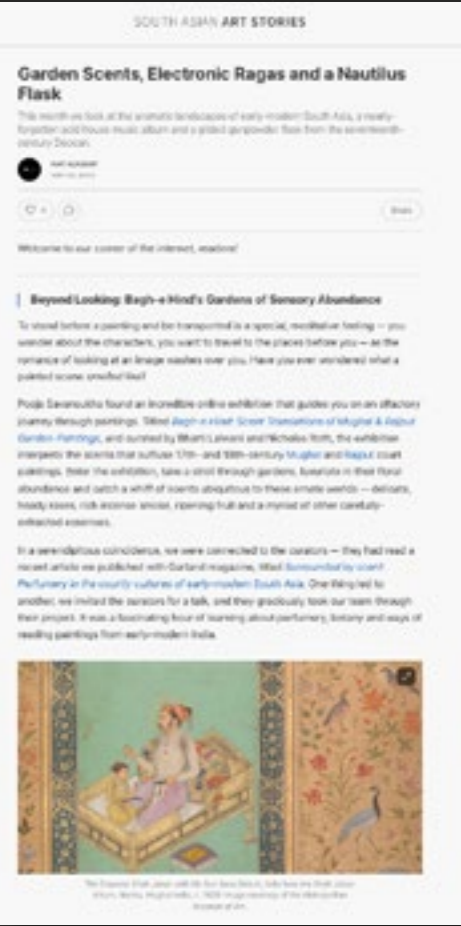 SOUTH ASIAN ART STORIES
Garden Scents, Electronic Ragas and a Nautilus
Flask
This month we look at the aromatic landscapes of early-modern South Asia, a nearly-
forgotten acid house music album and a gilded gunpowder flask from the seventeenth-
century Deccan.
Share
Welcome to our corner of the internet, readers!
Beyond Looking: Bagh-e Hind's Gardens of Sensory Abundance
To stand before a painting and be transported is a special, meditative feeling — you
wonder about the characters, you want to travel to the places before you — as the
romance of looking at an image washes over you. Have you ever wondered what a
painted scene smelled like?
Pooja Savansukha found an incredible online exhibition that guides you on an olfactory
journey through paintings. Titled Bagh-e Hind: Scent Translations of Mughal & Rajput
Garden-Paintings, and curated by Bharti Lalwani and Nicholas Roth, the exhibition
interprets the scents that suffuse 17th- and 18th-century Mughal and Rajput court
paintings. Enter the exhibition, take a stroll through gardens, luxuriate in their floral
abundance and catch a whiff of scents ubiquitous to these ornate worlds — delicate,
heady roses, rich incense smoke, ripening fruit and a myriad of other carefully-
extracted essences.
In a serendipitous coincidence, we were connected to the curators — they had read a
recent article we published with Garland magazine, titled Surrounded by scent:
Perfumery in the courtly cultures of early-modern South Asia. One thing led to
another, we invited the curators for a talk, and they graciously took our team through
their project. It was a fascinating hour of learning about perfumery, botany and ways of
reading paintings from early-modern India.